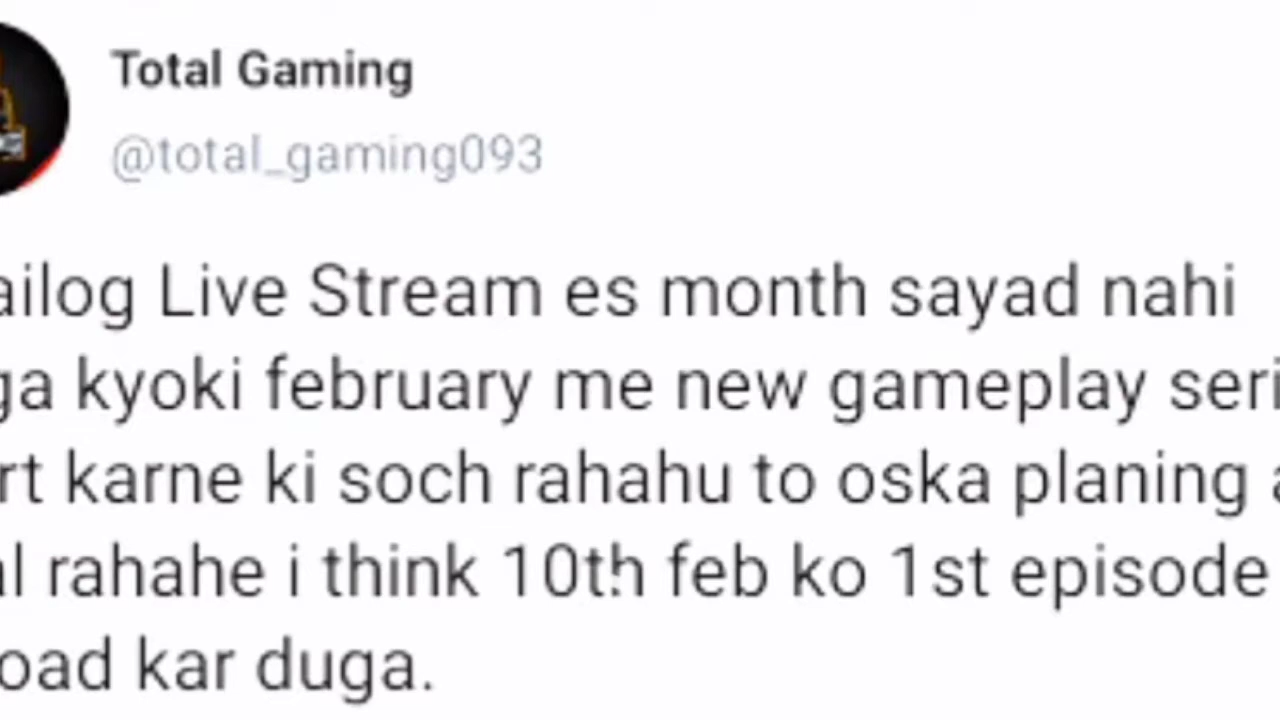 Total Gaming
@total_gaming093
ailog Live Stream es month sayad nahi
ga kyoki february me new gameplay seri
rt karne ki soch rahahu to oska planing a
al rahahe i think 10th feb ko 1st episode
oad kar duga.